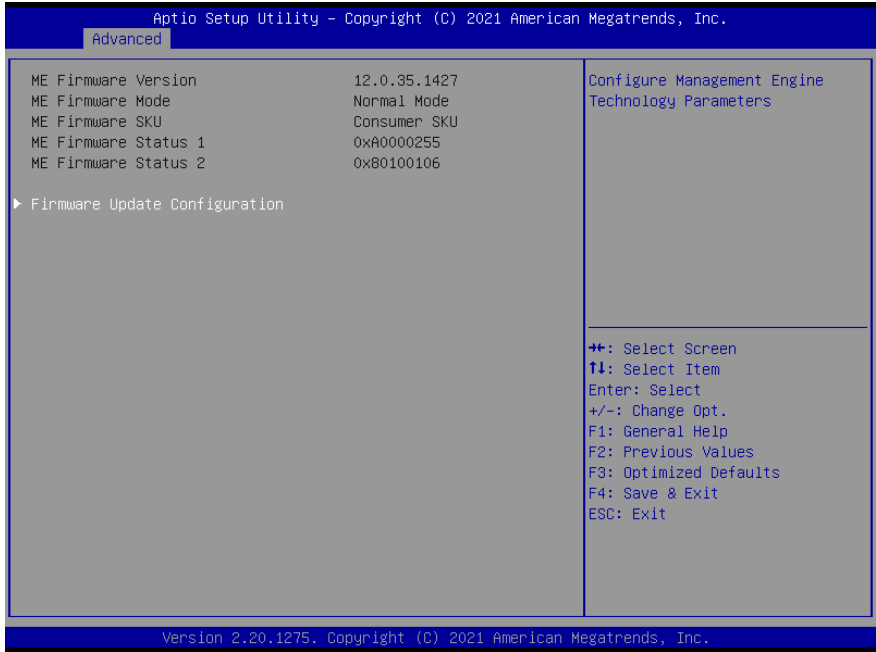 Aptio Setup Utility – Copyright (C) 2021 American Megatrends, Inc.
Advanced
ME Firmware Version 12.0.35.1427
ME Firmware Mode Normal Mode
ME Firmware SKU Consumer SKU
ME Firmware Status 1 0xA0000255
ME Firmware Status 2 0x80100106
▶ Firmware Update Configuration
Configure Management Engine
Technology Parameters
→←: Select Screen
↑↓: Select Item
Enter: Select
+/-: Change Opt.
F1: General Help
F2: Previous Values
F3: Optimized Defaults
F4: Save & Exit
ESC: Exit
Version 2.20.1275. Copyright (C) 2021 American Megatrends, Inc.